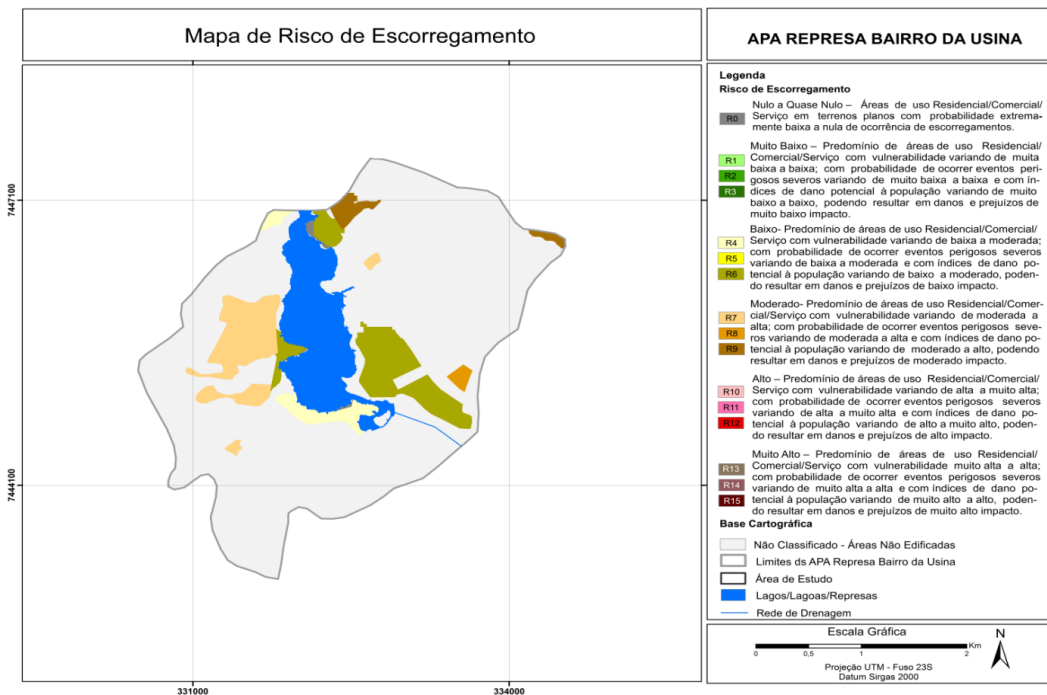 Mapa de Risco de Escorregamento
APA REPRESA BAIRRO DA USINA
7447100
7444100
331000
334000
Legenda
Risco de Escorregamento
R0
Nulo a Quase Nulo – Áreas de uso Residencial/Comercial/
Serviço em terrenos planos com probabilidade extrema-
mente baixa a nula de ocorrência de escorregamentos.
R1
R2
R3
Muito Baixo – Predomínio de áreas de uso Residencial/
Comercial/Serviço com vulnerabilidade variando de muita
baixa a baixa; com probabilidade de ocorrer eventos peri-
gosos severos variando de muito baixa a baixa e com ín-
dices de dano potencial à população variando de muito
baixo a baixo, podendo resultar em danos e prejuízos de
muito baixo impacto.
R4
R5
R6
Baixo- Predomínio de áreas de uso Residencial/Comercial/
Serviço com vulnerabilidade variando de baixa a moderada;
com probabilidade de ocorrer eventos perigosos severos
variando de baixa a moderada e com índices de dano po-
tencial à população variando de baixo a moderado, poden-
do resultar em danos e prejuízos de baixo impacto.
R7
R8
R9
Moderado- Predomínio de áreas de uso Residencial/Comer-
cial/Serviço com vulnerabilidade variando de moderada a
alta; com probabilidade de ocorrer eventos perigosos seve-
ros variando de moderada a alta e com índices de dano po-
tencial à população variando de moderado a alto, podendo
resultar em danos e prejuízos de moderado impacto.
R10
R11
R12
Alto – Predomínio de áreas de uso Residencial/Comercial/
Serviço com vulnerabilidade variando de alta a muito alta;
com probabilidade de ocorrer eventos perigosos severos
variando de alta a muito alta e com índices de dano po-
tencial à população variando de alto a muito alto, poden-
do resultar em danos e prejuízos de alto impacto.
R13
R14
R15
Muito Alto – Predomínio de áreas de uso Residencial/
Comercial/Serviço com vulnerabilidade muito alta a alta;
com probabilidade de ocorrer eventos perigosos severos
variando de muito alta a alta e com índices de dano po-
tencial à população variando de muito alto a alto, poden-
do resultar em danos e prejuízos de muito alto impacto.
Base Cartográfica
Não Classificado - Áreas Não Edificadas
Limites ds APA Represa Bairro da Usina
Área de Estudo
Lagos/Lagoas/Represas
Rede de Drenagem
Escala Gráfica
N
Km
0 0,5 1 2
Projeção UTM - Fuso 23S
Datum Sirgas 2000